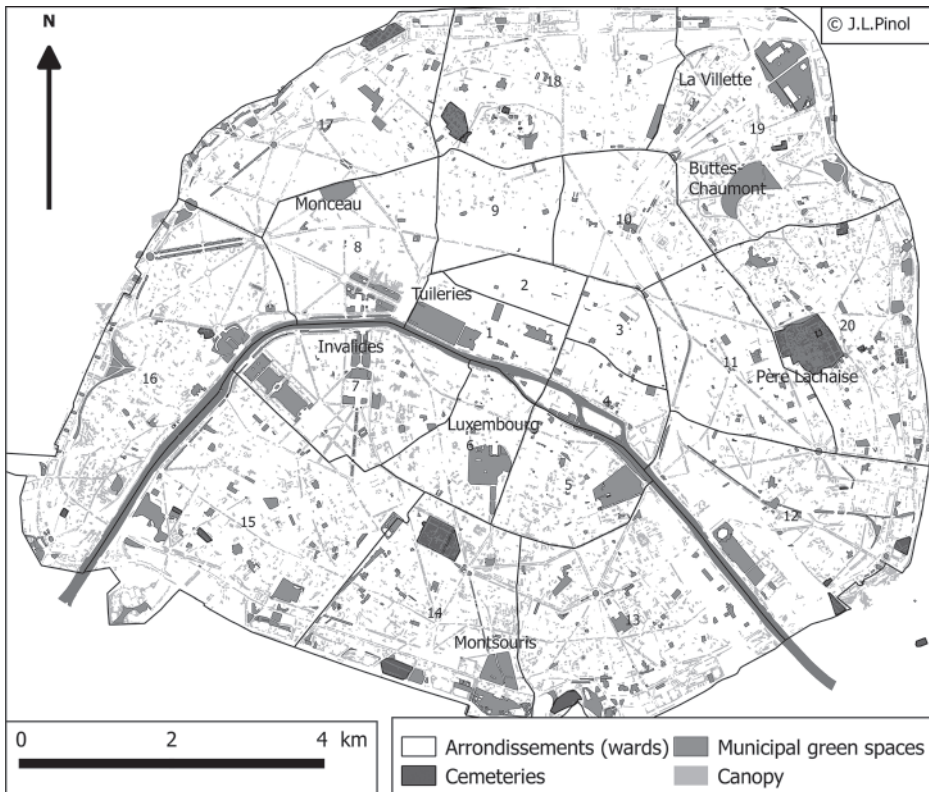 N
© J.L.Pinol
La Villette
18
17
19
Buttes-
Chaumont
Monceau
9
10
8
2
Tuileries
1
3
20
Invalides
11
16
Père Lachaise
7
4
Luxembourg
6
5
12
15
14
13
Montsouris
0 2 4 km
Arrondissements (wards)
Municipal green spaces
Cemeteries
Canopy